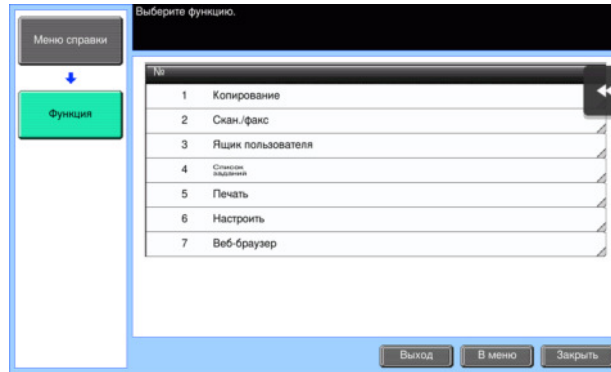 Выберите функцию.
Меню справки
Функция
№
1 Копирование
2 Скан./факс
3 Ящик пользователя
4 Список
заданий
5 Печать
6 Настроить
7 Веб-браузер
Выход В меню Закрыть